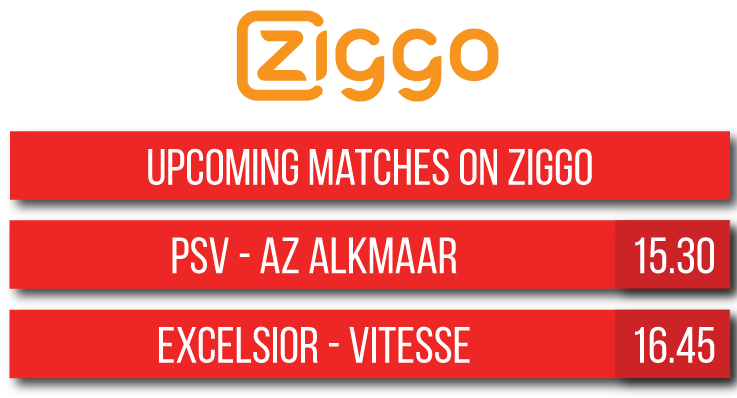 ziggo
UPCOMING MATCHES ON ZIGGO
PSV - AZ ALKMAAR 15.30
EXCELSIOR - VITESSE 16.45